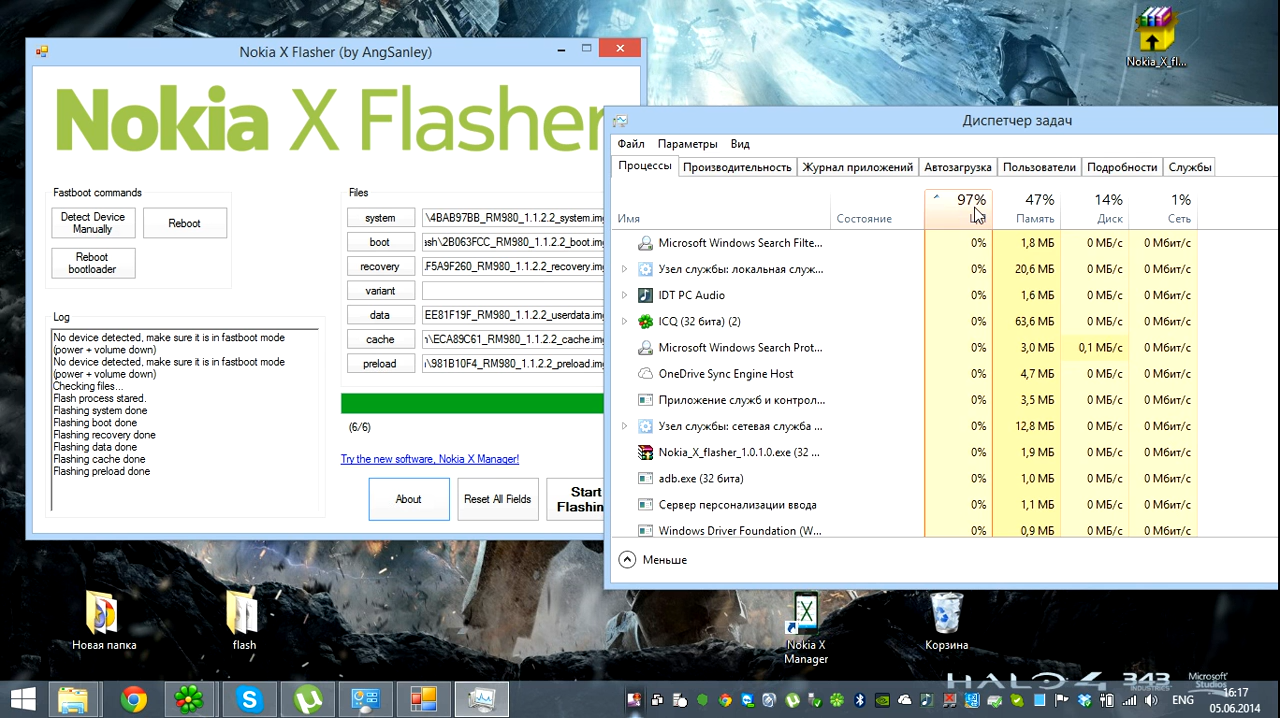 Nokia_X_fl...
Nokia X Flasher (by AngSanley)
Nokia X Flasher
Fastboot commands
Detect Device
Manually
Reboot
Reboot
bootloader
Files
system
\4BAB97BB_RM980_1.1.2.2_system.img
boot
\2B063FCC_RM980_1.1.2.2_boot.img
recovery
F5A9F260_RM980_1.1.2.2_recovery.img
variant
data
EE81F19F_RM980_1.1.2.2_userdata.img
cache
\ECA89C61_RM980_1.1.2.2_cache.img
preload
\981B10F4_RM980_1.1.2.2_preload.img
Log
No device detected, make sure it is in fastboot mode
(power + volume down)
No device detected, make sure it is in fastboot mode
(power + volume down)
Checking files...
Flash process stared.
Flashing system done
Flashing boot done
Flashing recovery done
Flashing data done
Flashing cache done
Flashing preload done
(6/6)
Try the new software, Nokia X Manager!
About
Reset All Fields
Start
Flashin
Диспетчер задач
Файл Параметры Вид
Процессы Производительность Журнал приложений Автозагрузка Пользователи Подробности Службы
97% 47% 14% 1%
Имя Состояние Память Диск Сеть
Microsoft Windows Search Filte... 0% 1,8 МБ 0 МБ/с 0 Мбит/с
Узел службы: локальная служ... 0% 20,6 МБ 0 МБ/с 0 Мбит/с
IDT PC Audio 0% 1,6 МБ 0 МБ/с 0 Мбит/с
ICQ (32 бита) (2) 0% 63,6 МБ 0 МБ/с 0 Мбит/с
Microsoft Windows Search Prot... 0% 3,0 МБ 0,1 МБ/с 0 Мбит/с
OneDrive Sync Engine Host 0% 4,7 МБ 0 МБ/с 0 Мбит/с
Приложение служб и контрол... 0% 3,5 МБ 0 МБ/с 0 Мбит/с
Узел службы: сетевая служба ... 0% 12,8 МБ 0 МБ/с 0 Мбит/с
Nokia_X_flasher_1.0.1.0.exe (32 ... 0% 1,9 МБ 0 МБ/с 0 Мбит/с
adb.exe (32 бита) 0% 1,0 МБ 0 МБ/с 0 Мбит/с
Сервер персонализации ввода 0% 1,1 МБ 0 МБ/с 0 Мбит/с
Windows Driver Foundation (W... 0% 0,9 МБ 0 МБ/с 0 Мбит/с
Меньше
Новая папка
flash
Nokia X
Manager
Корзина
HALO 4
343
INDUSTRIES
Microsoft
Studios
ENG
16:17
05.06.2014